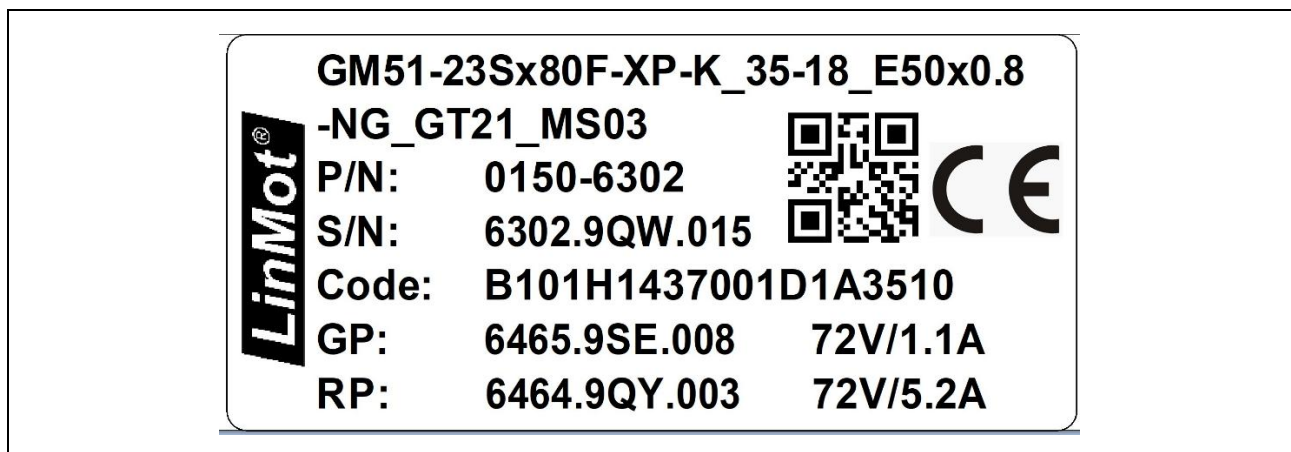 GM51-23Sx80F-XP-K_35-18_E50x0.8
-NG_GT21_MS03
P/N: 0150-6302
S/N: 6302.9QW.015
Code: B101H1437001D1A3510
GP: 6465.9SE.008 72V/1.1A
RP: 6464.9QY.003 72V/5.2A
LinMot®
CE